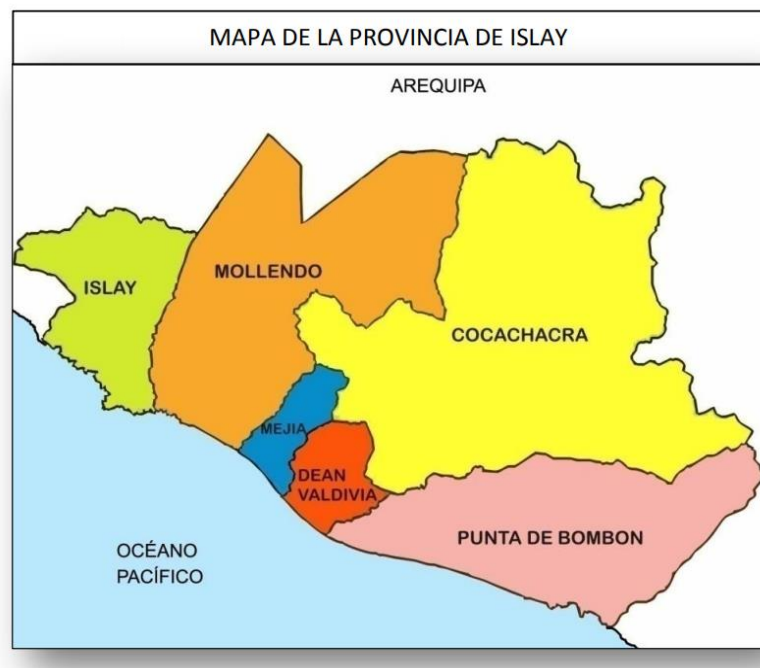 MAPA DE LA PROVINCIA DE ISLAY
AREQUIPA
MOLLENDO
ISLAY
COCACHACRA
MEJIA
DEAN
VALDIVIA
PUNTA DE BOMBON
OCÉANO
PACÍFICO